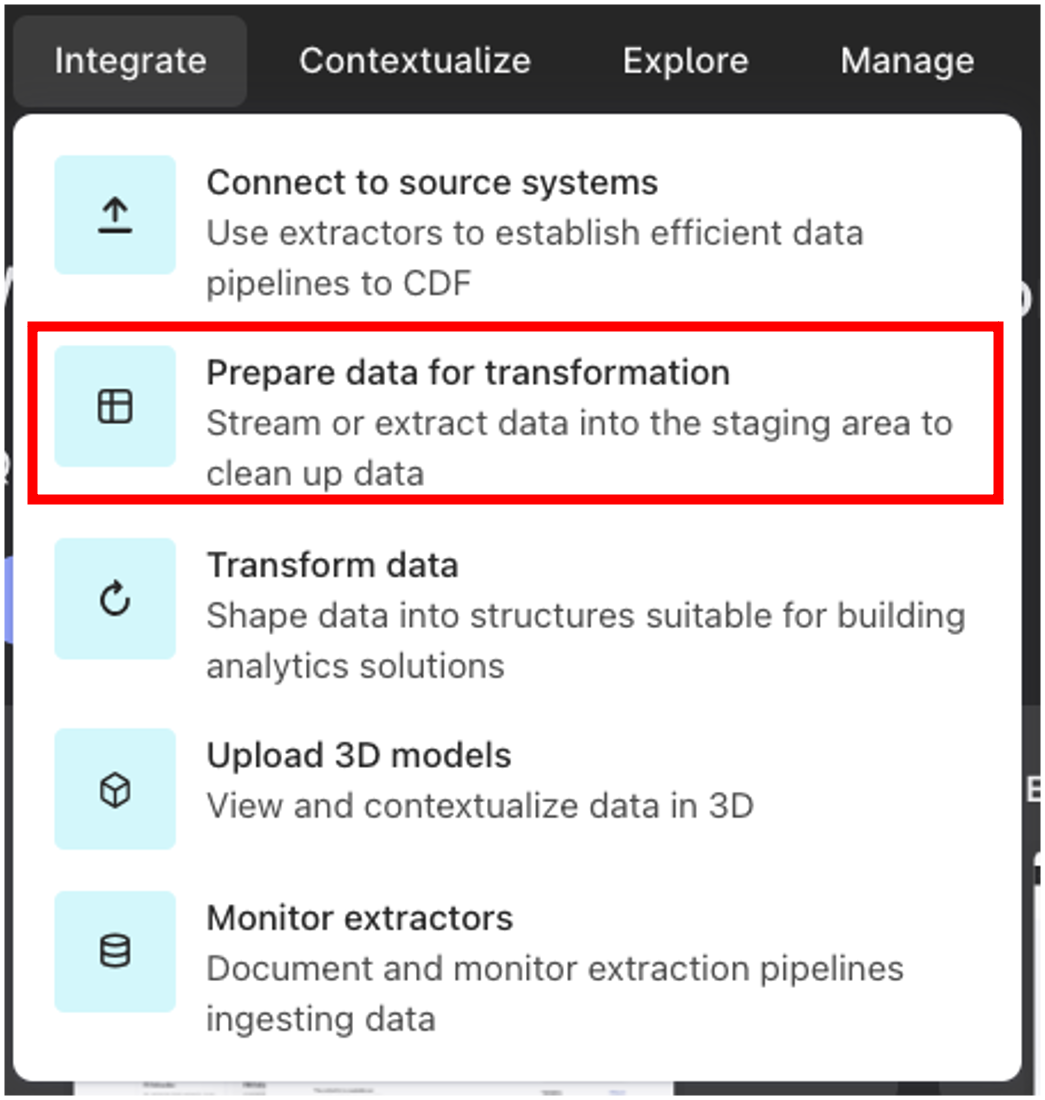 Integrate Contextualize Explore Manage
Connect to source systems
Use extractors to establish efficient data
pipelines to CDF
Prepare data for transformation
Stream or extract data into the staging area to
clean up data
Transform data
Shape data into structures suitable for building
analytics solutions
Upload 3D models
View and contextualize data in 3D
Monitor extractors
Document and monitor extraction pipelines
ingesting data